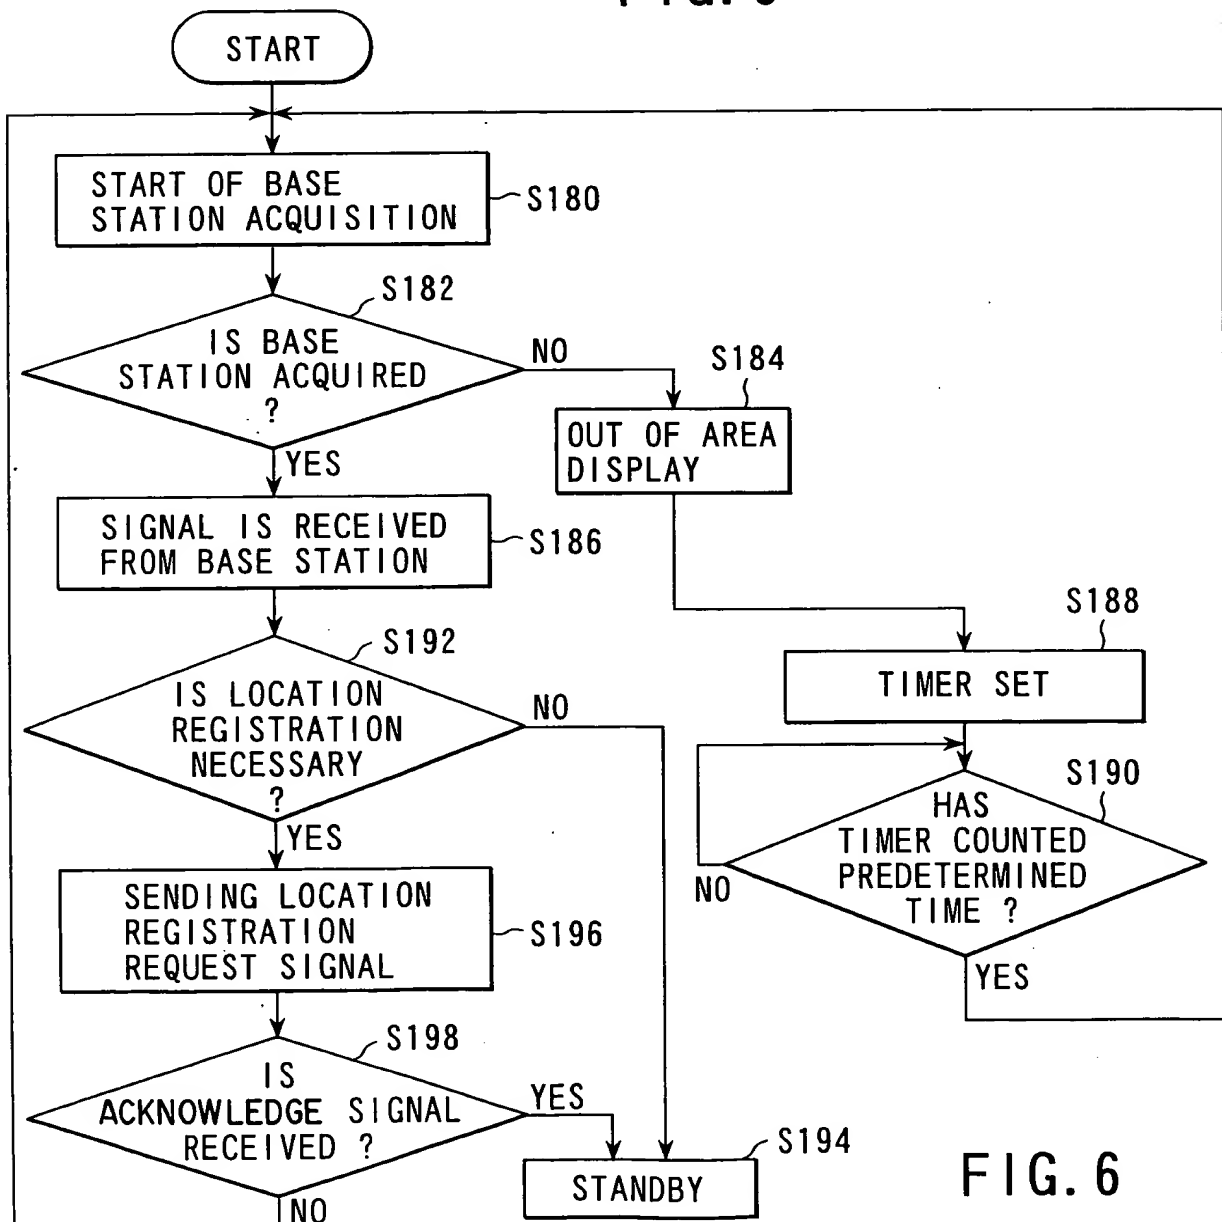 START
START OF BASE
STATION ACQUISITION
S180
S182
IS BASE
STATION ACQUIRED
?
NO
YES
S184
OUT OF AREA
DISPLAY
SIGNAL IS RECEIVED
FROM BASE STATION
S186
S188
TIMER SET
S192
IS LOCATION
REGISTRATION
NECESSARY
?
NO
YES
S190
HAS
TIMER COUNTED
PREDETERMINED
TIME ?
NO
YES
SENDING LOCATION
REGISTRATION
REQUEST SIGNAL
S196
S198
IS
ACKNOWLEDGE SIGNAL
RECEIVED ?
YES
NO
S194
STANDBY
FIG. 6